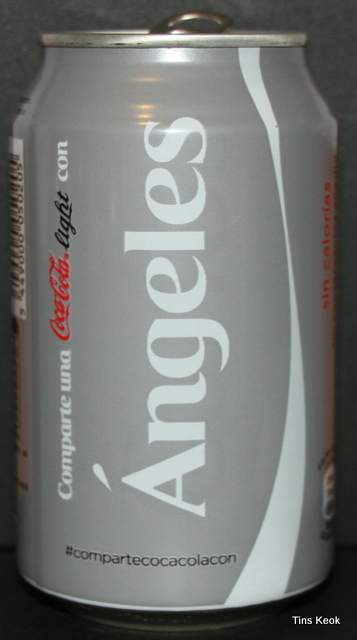 Comparte una Coca-Cola light con
Ángeles
#compartecocacolacon
sin calorías
Tins Keok